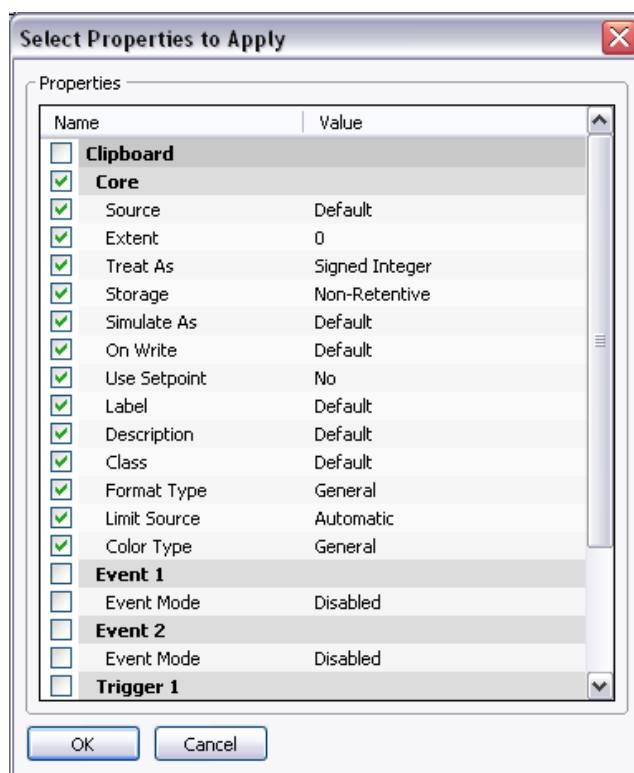 Select Properties to Apply
Properties
Name Value
Clipboard
Core
Source Default
Extent 0
Treat As Signed Integer
Storage Non-Retentive
Simulate As Default
On Write Default
Use Setpoint No
Label Default
Description Default
Class Default
Format Type General
Limit Source Automatic
Color Type General
Event 1
Event Mode Disabled
Event 2
Event Mode Disabled
Trigger 1
OK Cancel